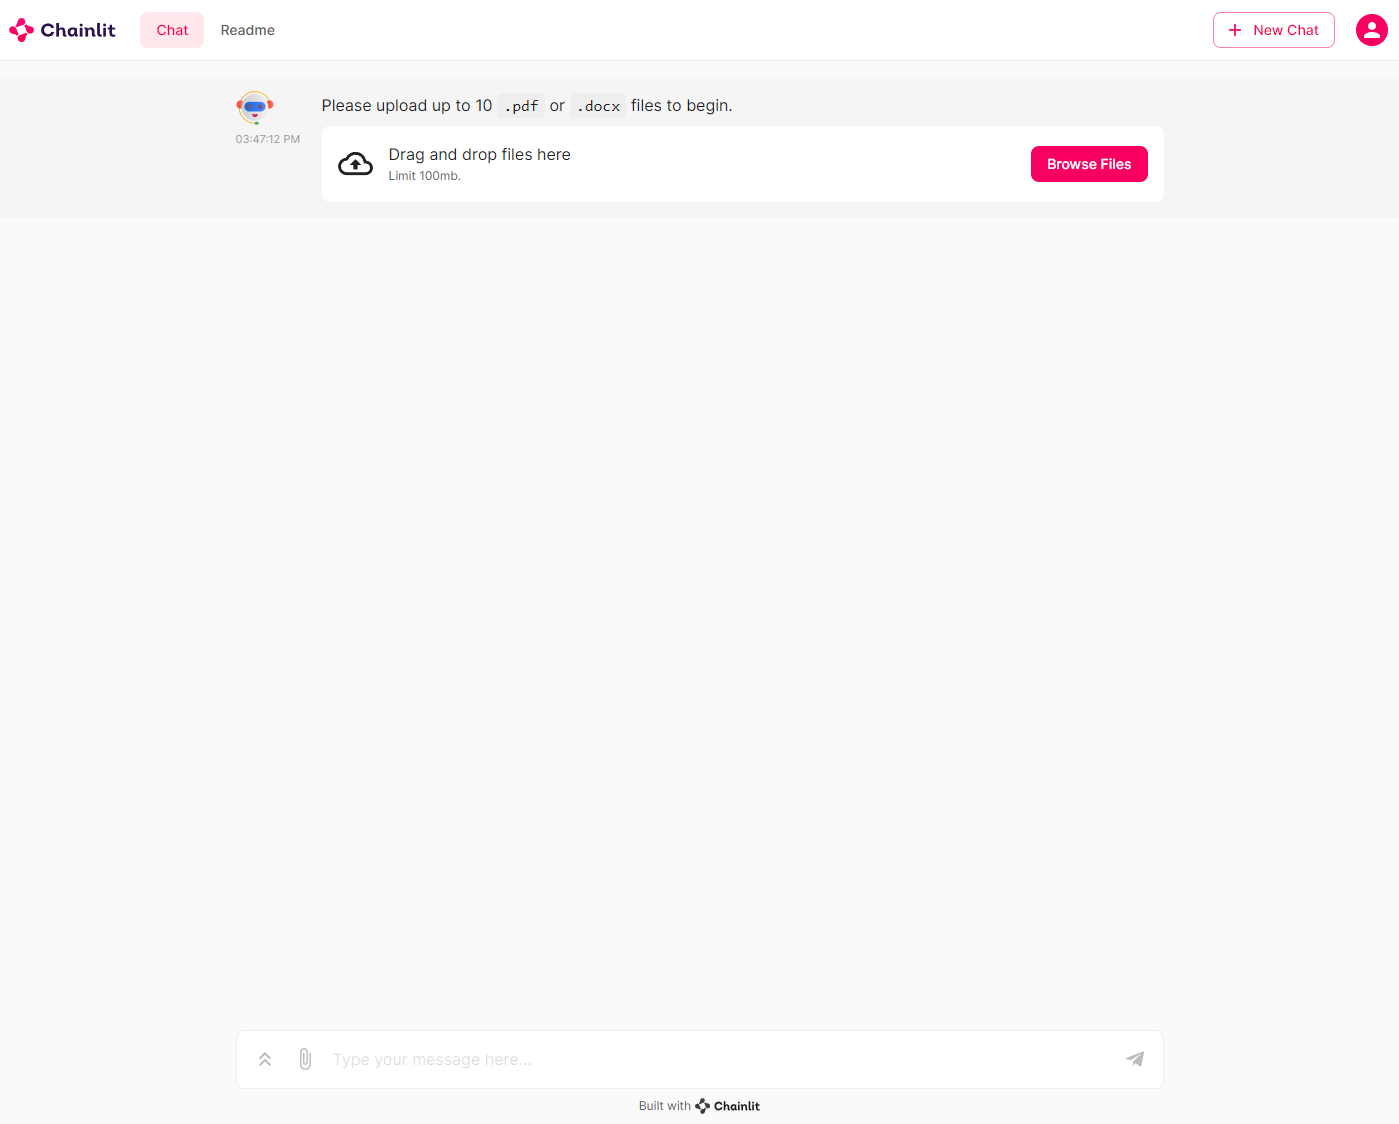 Chainlit
Chat
Readme
New Chat
Please upload up to 10 .pdf or .docx files to begin.
03:47:12 PM
Drag and drop files here
Limit 100mb.
Browse Files
Type your message here...
Built with Chainlit